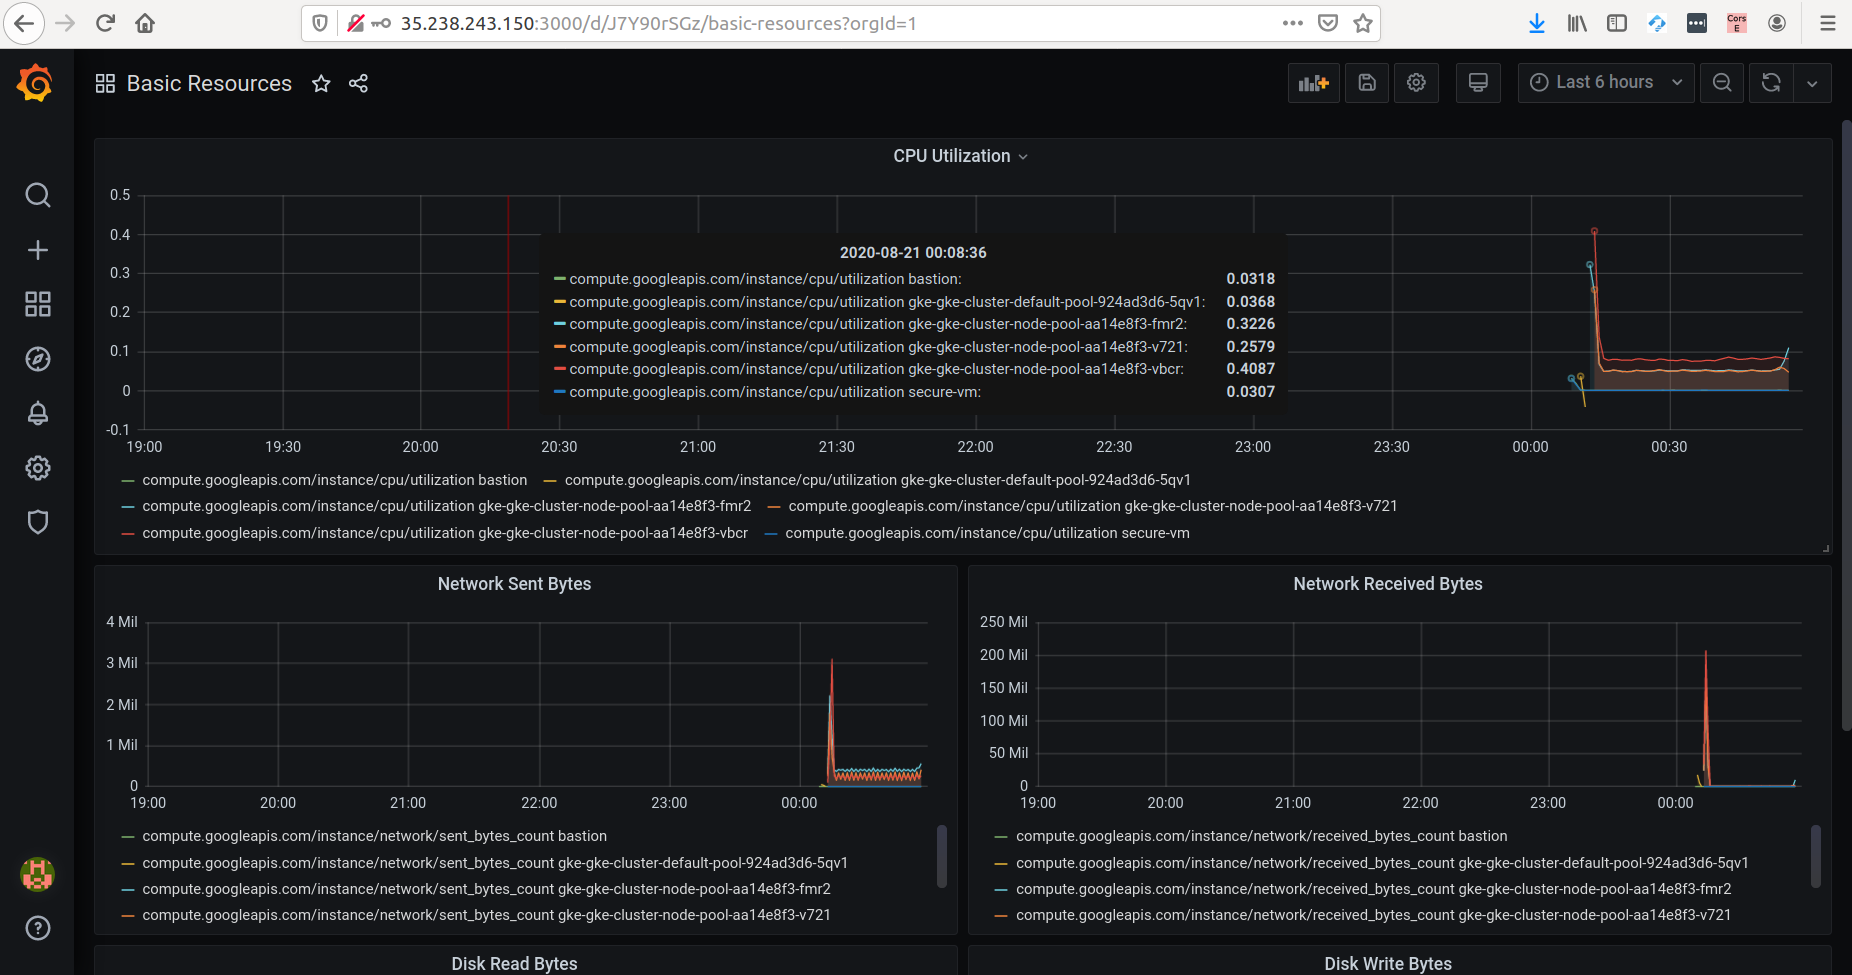 35.238.243.150:3000/d/J7Y90rSGz/basic-resources?orgId=1
Cors
E
Basic Resources
Last 6 hours
CPU Utilization
0.5
0.4
0.3
0.2
0.1
0
-0.1
19:00 19:30 20:00 20:30 21:00 21:30 22:00 22:30 23:00 23:30 00:00 00:30
2020-08-21 00:08:36
compute.googleapis.com/instance/cpu/utilization bastion: 0.0318
compute.googleapis.com/instance/cpu/utilization gke-gke-cluster-default-pool-924ad3d6-5qv1: 0.0368
compute.googleapis.com/instance/cpu/utilization gke-gke-cluster-node-pool-aa14e8f3-fmr2: 0.3226
compute.googleapis.com/instance/cpu/utilization gke-gke-cluster-node-pool-aa14e8f3-v721: 0.2579
compute.googleapis.com/instance/cpu/utilization gke-gke-cluster-node-pool-aa14e8f3-vbcr: 0.4087
compute.googleapis.com/instance/cpu/utilization secure-vm: 0.0307
compute.googleapis.com/instance/cpu/utilization bastion compute.googleapis.com/instance/cpu/utilization gke-gke-cluster-default-pool-924ad3d6-5qv1
compute.googleapis.com/instance/cpu/utilization gke-gke-cluster-node-pool-aa14e8f3-fmr2 compute.googleapis.com/instance/cpu/utilization gke-gke-cluster-node-pool-aa14e8f3-v721
compute.googleapis.com/instance/cpu/utilization gke-gke-cluster-node-pool-aa14e8f3-vbcr compute.googleapis.com/instance/cpu/utilization secure-vm
Network Sent Bytes
4 Mil
3 Mil
2 Mil
1 Mil
0
19:00 20:00 21:00 22:00 23:00 00:00
compute.googleapis.com/instance/network/sent_bytes_count bastion
compute.googleapis.com/instance/network/sent_bytes_count gke-gke-cluster-default-pool-924ad3d6-5qv1
compute.googleapis.com/instance/network/sent_bytes_count gke-gke-cluster-node-pool-aa14e8f3-fmr2
compute.googleapis.com/instance/network/sent_bytes_count gke-gke-cluster-node-pool-aa14e8f3-v721
Network Received Bytes
250 Mil
200 Mil
150 Mil
100 Mil
50 Mil
0
19:00 20:00 21:00 22:00 23:00 00:00
compute.googleapis.com/instance/network/received_bytes_count bastion
compute.googleapis.com/instance/network/received_bytes_count gke-gke-cluster-default-pool-924ad3d6-5qv1
compute.googleapis.com/instance/network/received_bytes_count gke-gke-cluster-node-pool-aa14e8f3-fmr2
compute.googleapis.com/instance/network/received_bytes_count gke-gke-cluster-node-pool-aa14e8f3-v721
Disk Read Bytes
Disk Write Bytes